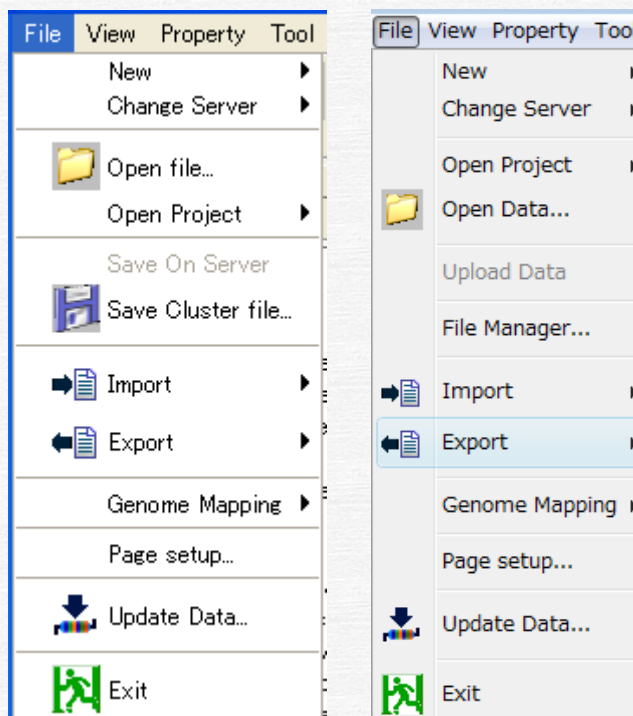 File View Property Tool
New
Change Server
Open file...
Open Project
Save On Server
Save Cluster file...
Import
Export
Genome Mapping
Page setup...
Update Data...
Exit
File View Property Too
New
Change Server
Open Project
Open Data...
Upload Data
File Manager...
Import
Export
Genome Mapping
Page setup...
Update Data...
Exit